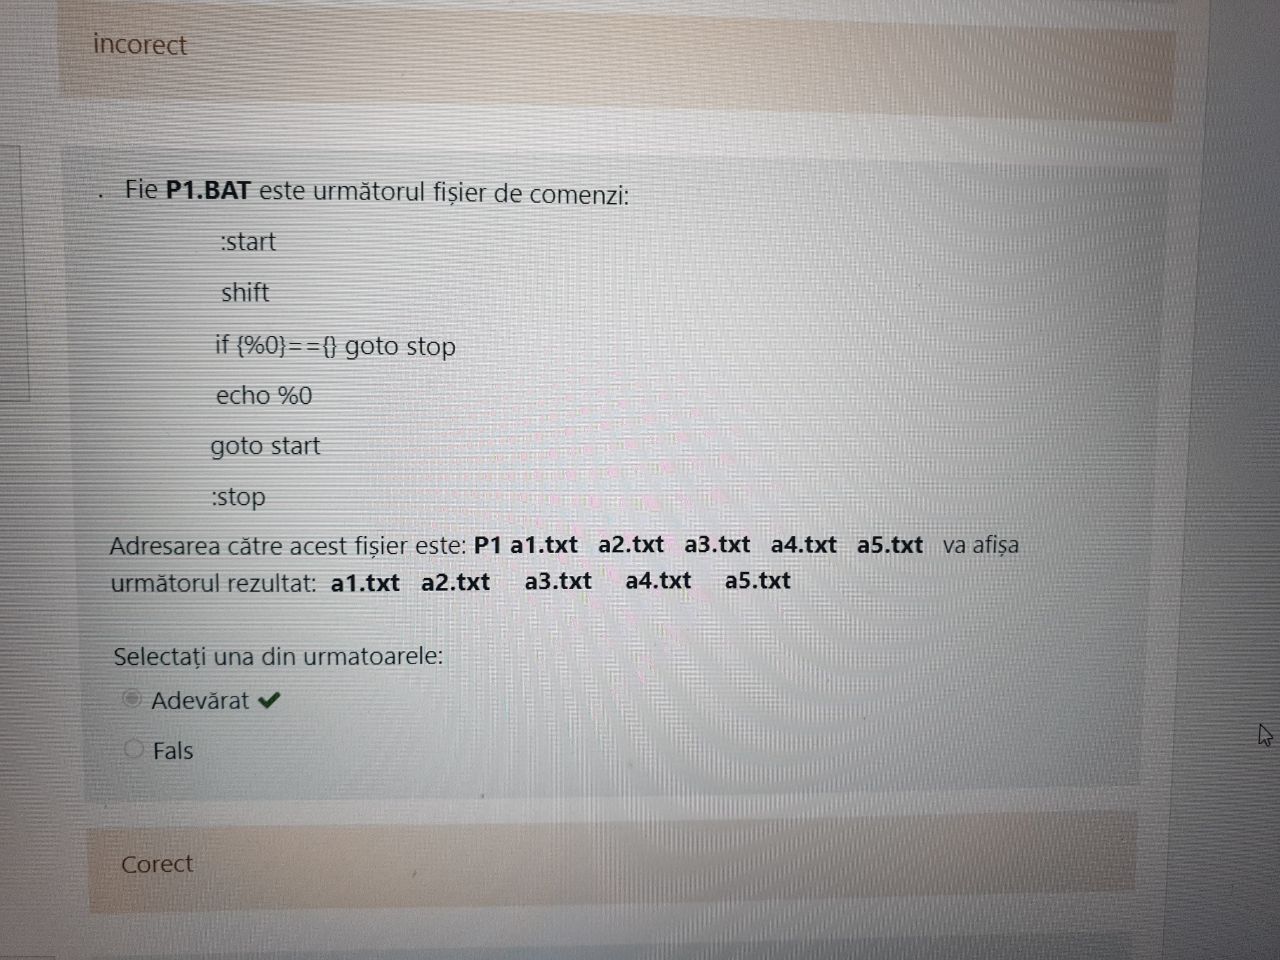 incorect
. Fie P1.BAT este următorul fișier de comenzi:
:start
shift
if {%0}=={} goto stop
echo %0
goto start
:stop
Adresarea către acest fișier este: P1 a1.txt a2.txt a3.txt a4.txt a5.txt va afișa
următorul rezultat: a1.txt a2.txt a3.txt a4.txt a5.txt
Selectați una din urmatoarele:
Adevărat ✔
Fals
Corect